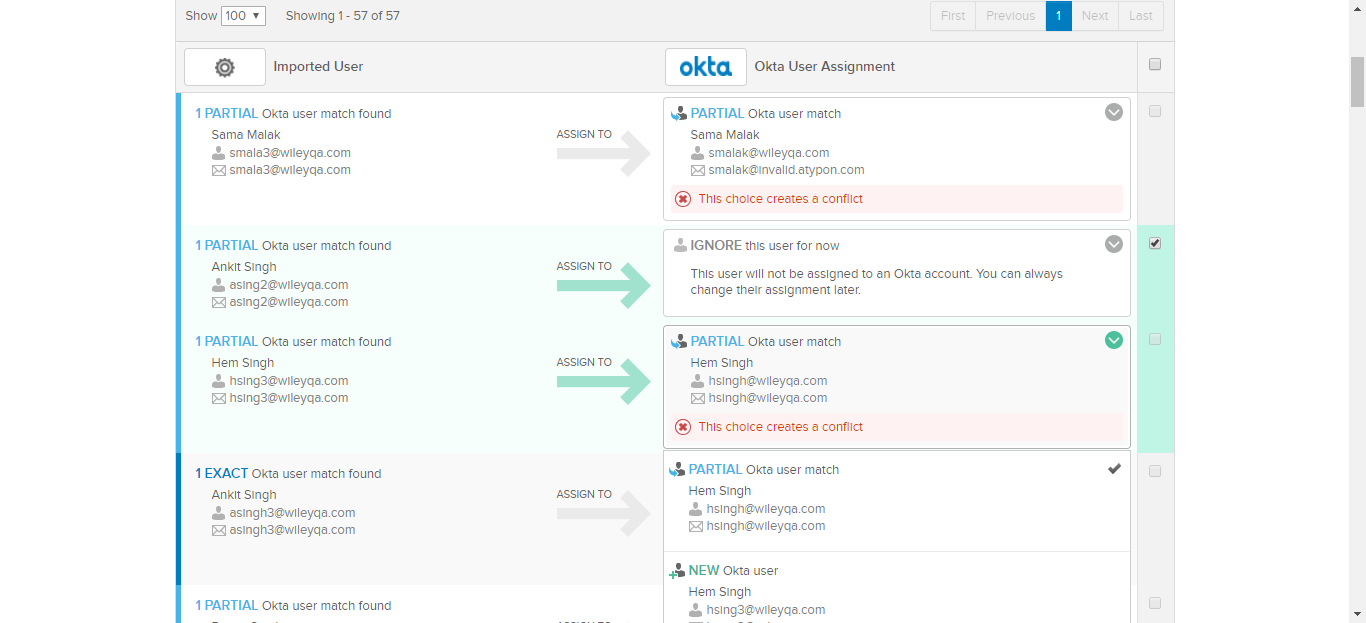 Show 100 Showing 1 - 57 of 57 First Previous 1 Next Last
Imported User okta Okta User Assignment
1 PARTIAL Okta user match found
Sama Malak
smala3@wileyqa.com
smala3@wileyqa.com
ASSIGN TO
PARTIAL Okta user match
Sama Malak
smalak@wileyqa.com
smalak@invalid.atypon.com
This choice creates a conflict
1 PARTIAL Okta user match found
Ankit Singh
asing2@wileyqa.com
asing2@wileyqa.com
ASSIGN TO
IGNORE this user for now
This user will not be assigned to an Okta account. You can always
change their assignment later.
1 PARTIAL Okta user match found
Hem Singh
hsing3@wileyqa.com
hsing3@wileyqa.com
ASSIGN TO
PARTIAL Okta user match
Hem Singh
hsingh@wileyqa.com
hsingh@wileyqa.com
This choice creates a conflict
1 EXACT Okta user match found
Ankit Singh
asingh3@wileyqa.com
asingh3@wileyqa.com
ASSIGN TO
PARTIAL Okta user match
Hem Singh
hsingh@wileyqa.com
hsingh@wileyqa.com
NEW Okta user
Hem Singh
hsing3@wileyqa.com
1 PARTIAL Okta user match found